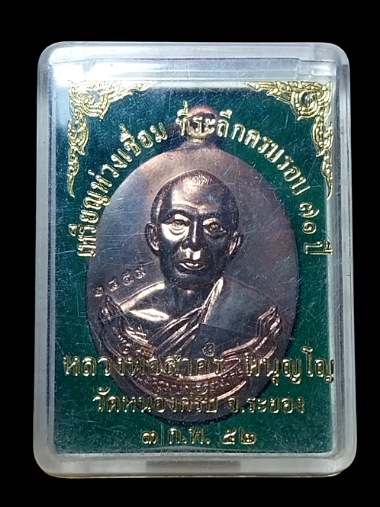 เหรียญห่วงเชื่อม ที่ระลึกครบรอบ ๗๑ ปี
หลวงพ่อสาคร มนุญโญ
วัดหนองกรับ จ.ระยอง
๓ ก.พ. ๕๒